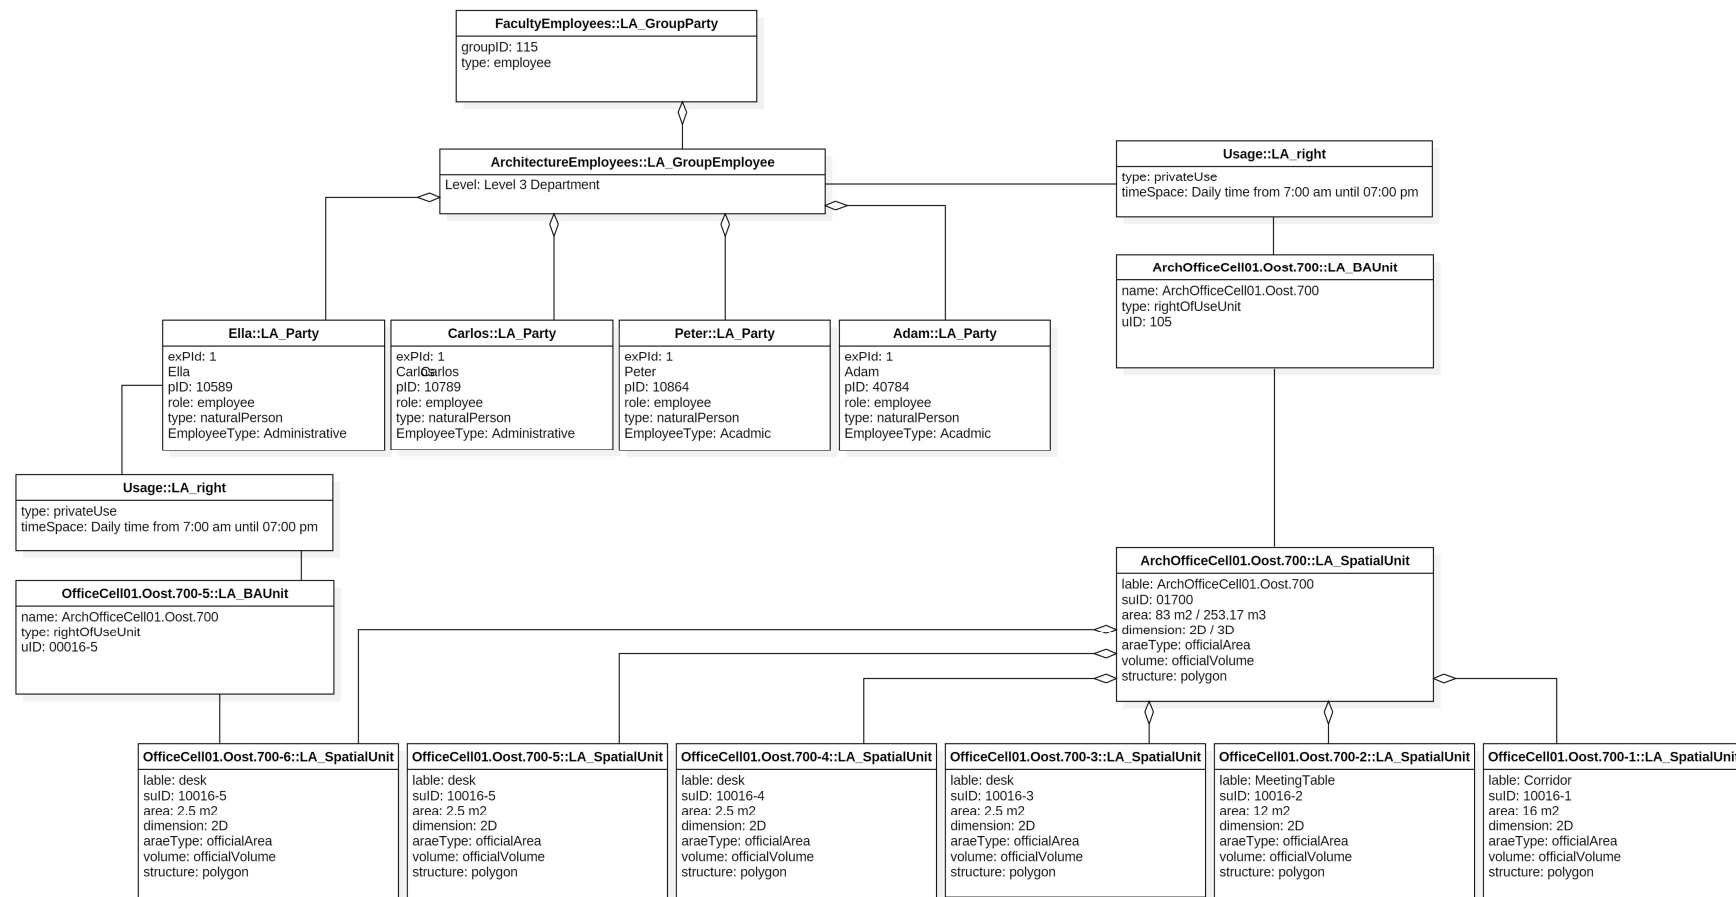 FacultyEmployees::LA_GroupParty
groupID: 115
type: employee
ArchitectureEmployees::LA_GroupEmployee
Level: Level 3 Department
Usage::LA_right
type: privateUse
timeSpace: Daily time from 7:00 am until 07:00 pm
ArchOfficeCell01.Oost.700::LA_BAUnit
name: ArchOfficeCell01.Oost.700
type: rightOfUseUnit
uID: 105
Ella::LA_Party
exPId: 1
Ella
pID: 10589
role: employee
type: naturalPerson
EmployeeType: Administrative
Carlos::LA_Party
exPId: 1
Carlos Carlos
pID: 10789
role: employee
type: naturalPerson
EmployeeType: Administrative
Peter::LA_Party
exPId: 1
Peter
pID: 10864
role: employee
type: naturalPerson
EmployeeType: Acadmic
Adam::LA_Party
exPId: 1
Adam
pID: 40784
role: employee
type: naturalPerson
EmployeeType: Acadmic
Usage::LA_right
type: privateUse
timeSpace: Daily time from 7:00 am until 07:00 pm
OfficeCell01.Oost.700-5::LA_BAUnit
name: ArchOfficeCell01.Oost.700
type: rightOfUseUnit
uID: 00016-5
ArchOfficeCell01.Oost.700::LA_SpatialUnit
lable: ArchOfficeCell01.Oost.700
suID: 01700
area: 83 m2 / 253.17 m3
dimension: 2D / 3D
araeType: officialArea
volume: officialVolume
structure: polygon
OfficeCell01.Oost.700-6::LA_SpatialUnit
lable: desk
suID: 10016-5
area: 2.5 m2
dimension: 2D
araeType: officialArea
volume: officialVolume
structure: polygon
OfficeCell01.Oost.700-5::LA_SpatialUnit
lable: desk
suID: 10016-5
area: 2.5 m2
dimension: 2D
araeType: officialArea
volume: officialVolume
structure: polygon
OfficeCell01.Oost.700-4::LA_SpatialUnit
lable: desk
suID: 10016-4
area: 2.5 m2
dimension: 2D
araeType: officialArea
volume: officialVolume
structure: polygon
OfficeCell01.Oost.700-3::LA_SpatialUnit
lable: desk
suID: 10016-3
area: 2.5 m2
dimension: 2D
araeType: officialArea
volume: officialVolume
structure: polygon
OfficeCell01.Oost.700-2::LA_SpatialUnit
lable: MeetingTable
suID: 10016-2
area: 12 m2
dimension: 2D
araeType: officialArea
volume: officialVolume
structure: polygon
OfficeCell01.Oost.700-1::LA_SpatialUnit
lable: Corridor
suID: 10016-1
area: 16 m2
dimension: 2D
araeType: officialArea
volume: officialVolume
structure: polygon